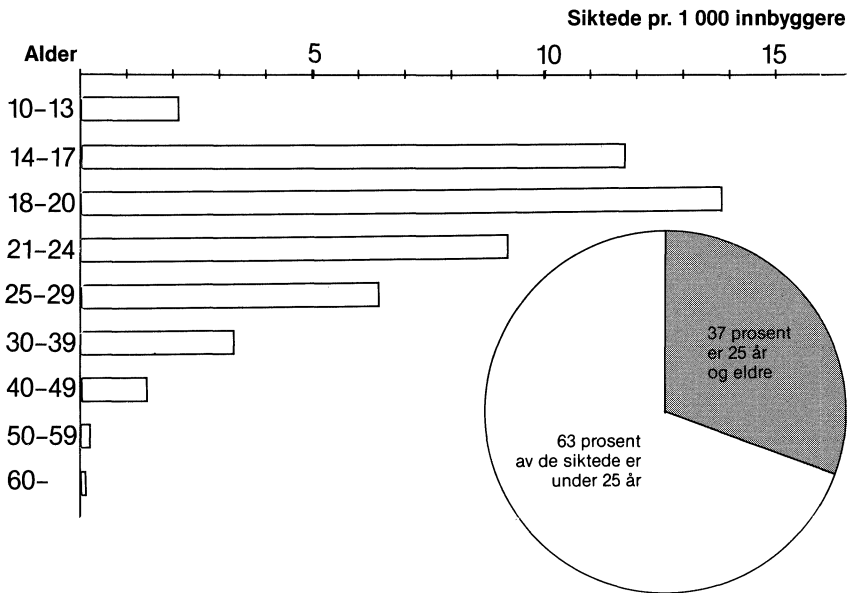 Siktede pr. 1 000 innbyggere
Alder 5 10 15
10–13
14–17
18–20
21–24
25–29
30–39
40–49
50–59
60–
37 prosent
er 25 år
og eldre
63 prosent
av de siktede er
under 25 år